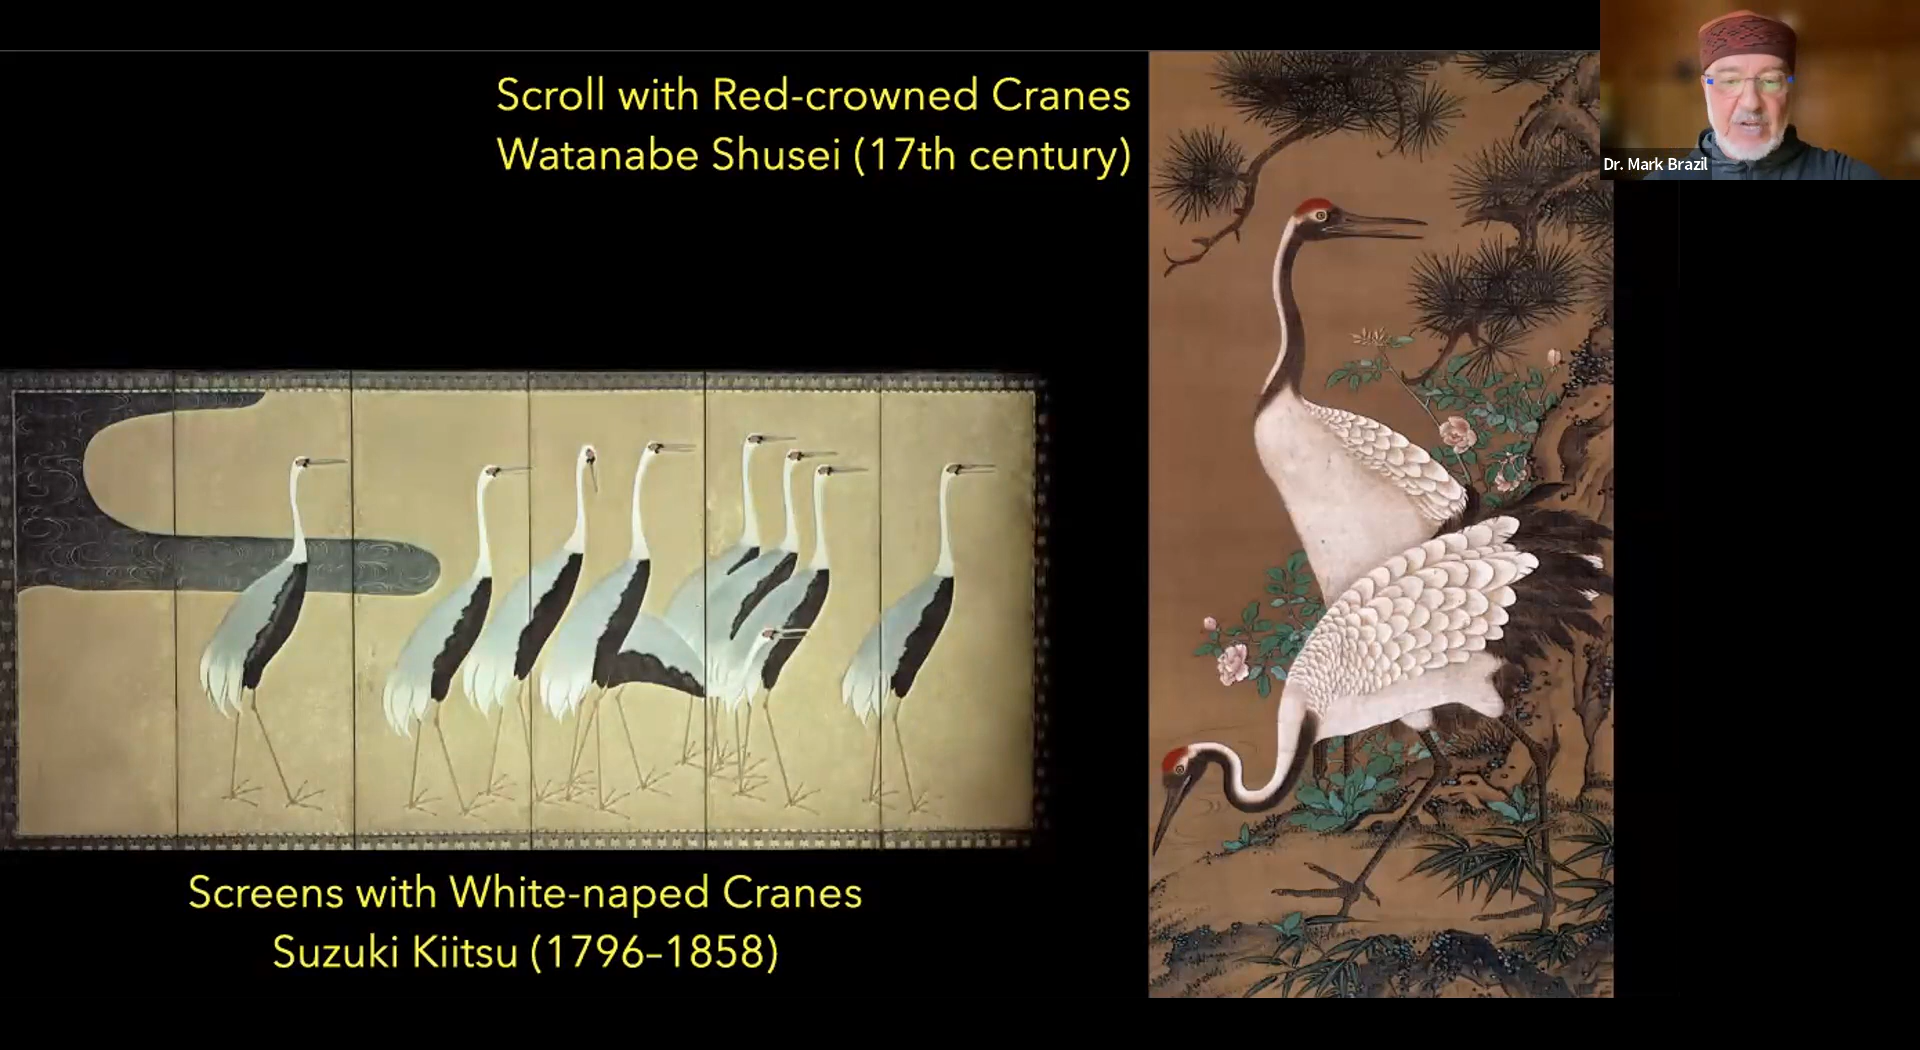 Scroll with Red-crowned Cranes
Watanabe Shusei (17th century)
Dr. Mark Brazil
Screens with White-naped Cranes
Suzuki Kiitsu (1796–1858)